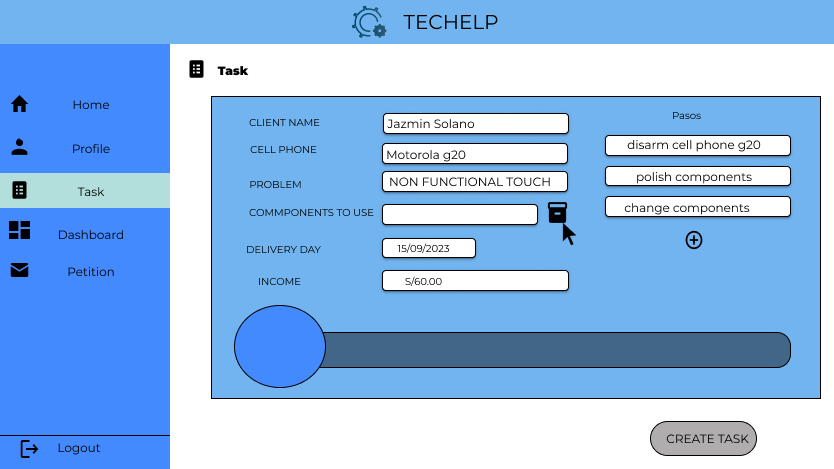 TECHELP
Home
Profile
Task
Dashboard
Petition
Logout
Task
CLIENT NAME
Jazmin Solano
CELL PHONE
Motorola g20
PROBLEM
NON FUNCTIONAL TOUCH
COMMPONENTS TO USE
DELIVERY DAY
15/09/2023
INCOME
S/60.00
Pasos
disarm cell phone g20
polish components
change components
CREATE TASK